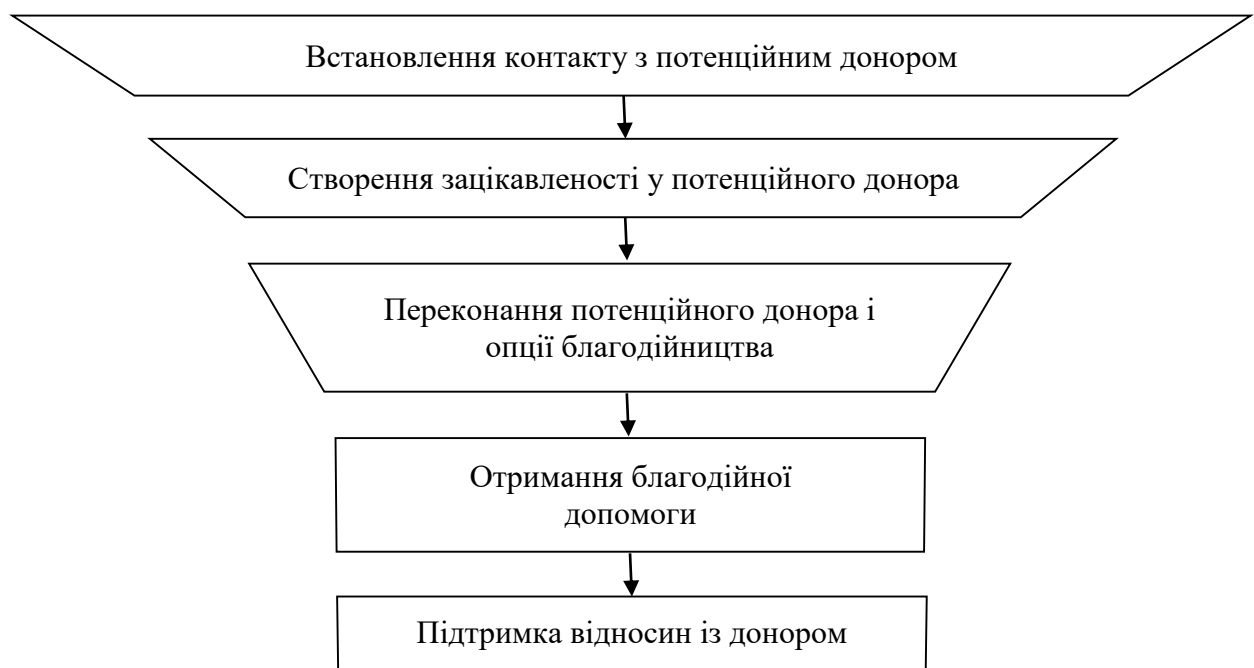 Встановлення контакту з потенційним донором
Створення зацікавленості у потенційного донора
Переконання потенційного донора і
опції благодійництва
Отримання благодійної
допомоги
Підтримка відносин із донором